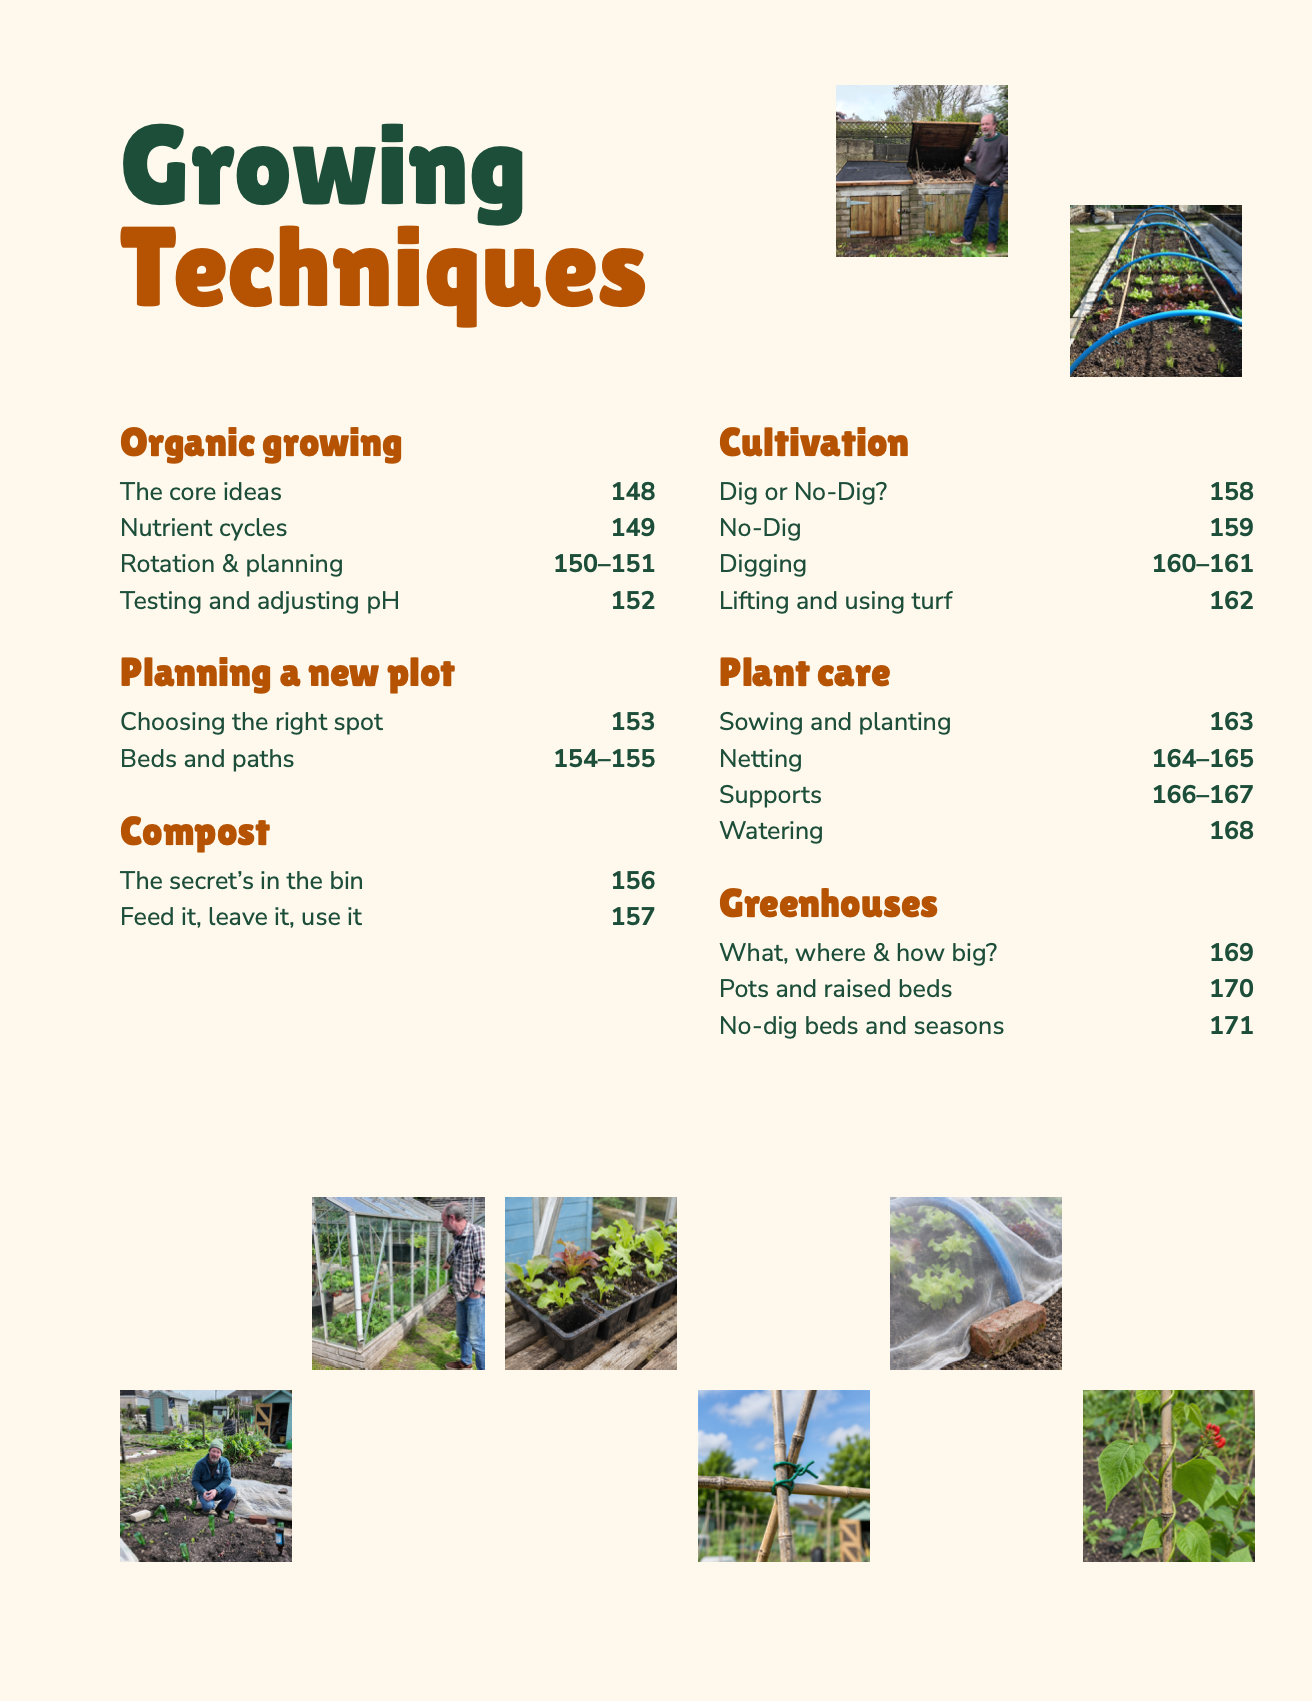 Growing
Techniques
Organic growing
The core ideas 148
Nutrient cycles 149
Rotation & planning 150–151
Testing and adjusting pH 152
Planning a new plot
Choosing the right spot 153
Beds and paths 154–155
Compost
The secret’s in the bin 156
Feed it, leave it, use it 157
Cultivation
Dig or No-Dig? 158
No-Dig 159
Digging 160–161
Lifting and using turf 162
Plant care
Sowing and planting 163
Netting 164–165
Supports 166–167
Watering 168
Greenhouses
What, where & how big? 169
Pots and raised beds 170
No-dig beds and seasons 171